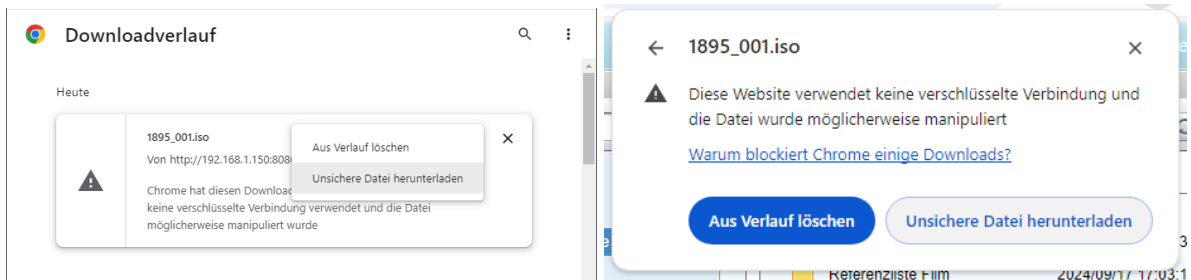 Downloadverlauf
Heute
1895_001.iso
Von http://192.168.1.150:808
Chrome hat diesen Download
keine verschlüsselte Verbindung verwendet und die Datei
möglicherweise manipuliert wurde
Aus Verlauf löschen
Unsichere Datei herunterladen
1895_001.iso
Diese Website verwendet keine verschlüsselte Verbindung und
die Datei wurde möglicherweise manipuliert
Warum blockiert Chrome einige Downloads?
Aus Verlauf löschen
Unsichere Datei herunterladen
Referenzliste Film
2024/09/17 17:03:1